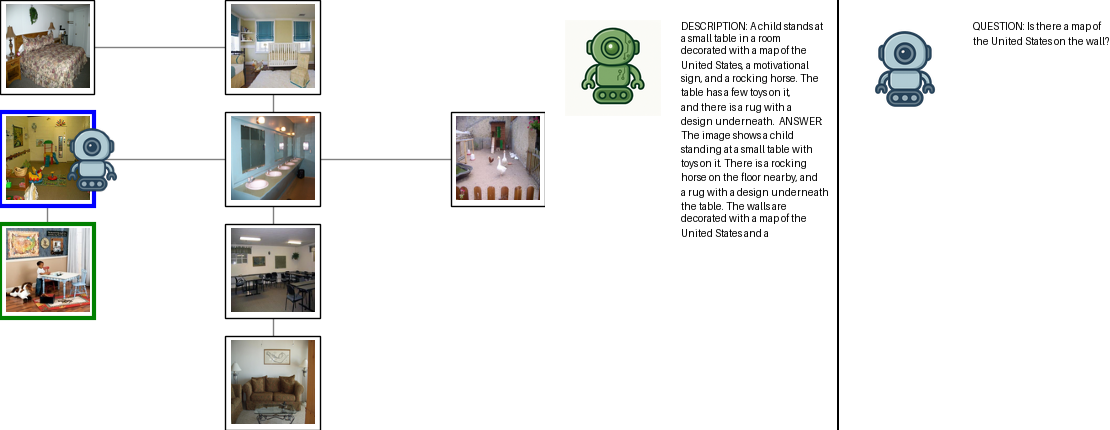 DESCRIPTION: A child stands at
a small table in a room
decorated with a map of the
United States, a motivational
sign, and a rocking horse. The
table has a few toys on it,
and there is a rug with a
design underneath. ANSWER:
The image shows a child
standing at a small table with
toys on it. There is a rocking
horse on the floor nearby, and
a rug with a design underneath
the table. The walls are
decorated with a map of the
United States and a
QUESTION: Is there a map of
the United States on the wall?